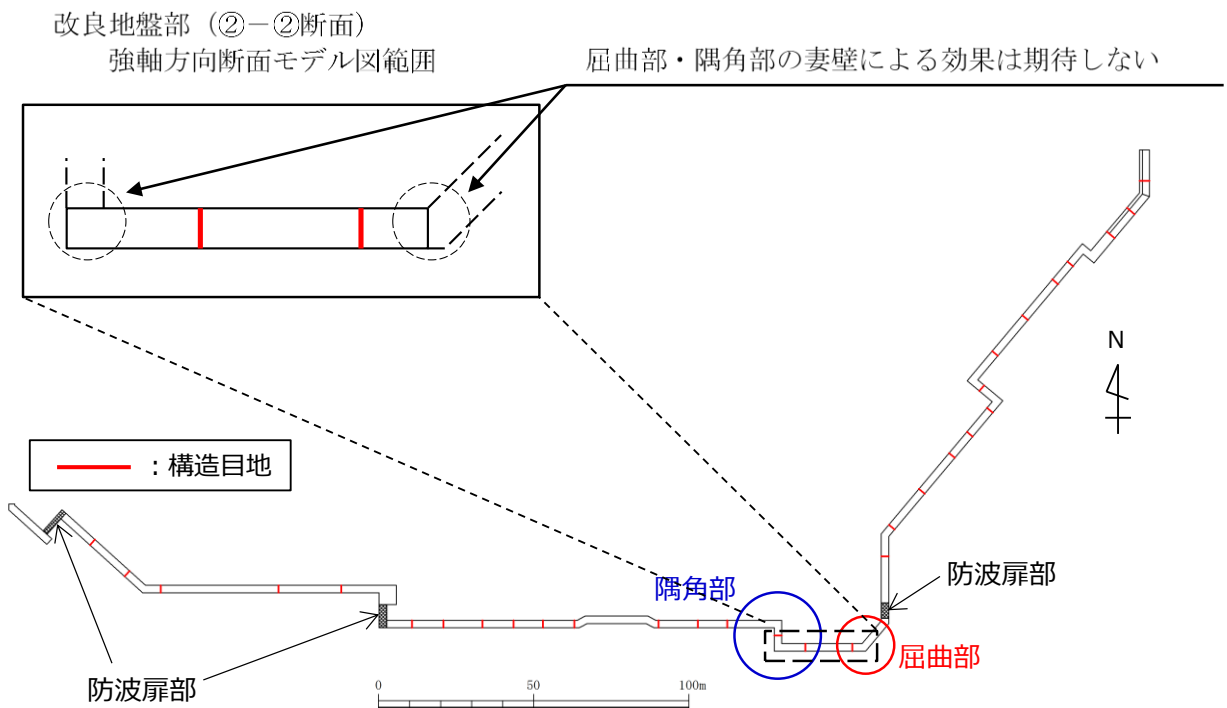 改良地盤部（②－②断面）
強軸方向断面モデル図範囲
屈曲部・隅角部の妻壁による効果は期待しない
N
：構造目地
防波扉部
隅角部
屈曲部
防波扉部
0 50 100m